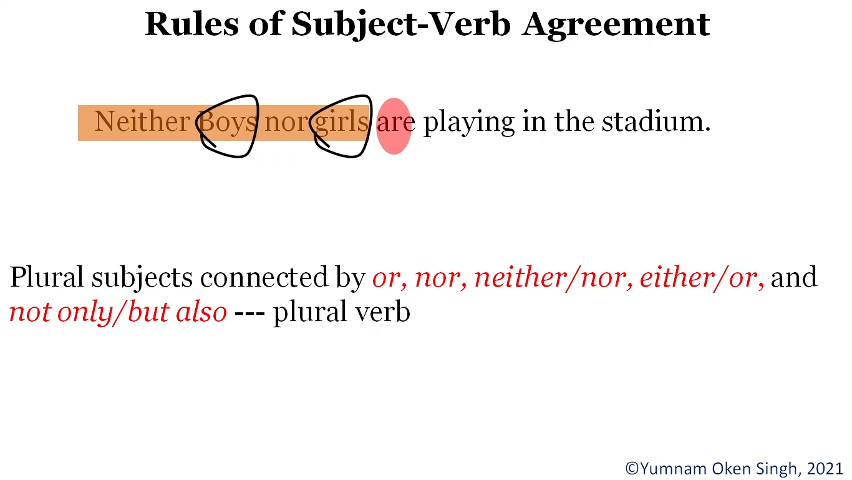 Rules of Subject-Verb Agreement
Neither Boys nor girls are playing in the stadium.
Plural subjects connected by or, nor, neither/nor, either/or, and
not only/but also --- plural verb
©Yumnam Oken Singh, 2021